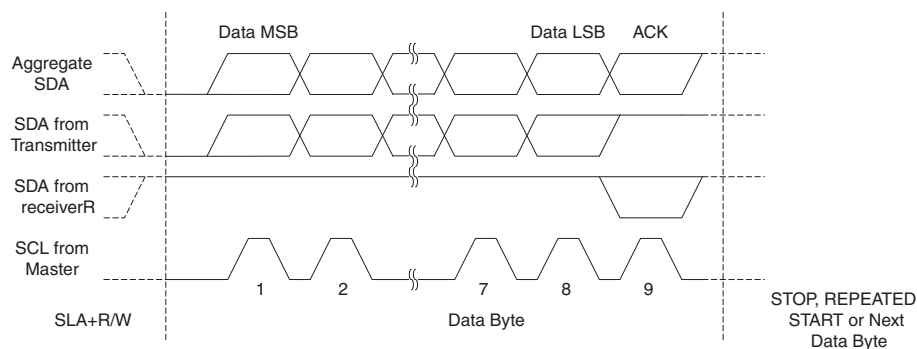 Data MSB
Data LSB
ACK
Aggregate
SDA
SDA from
Transmitter
SDA from
receiverR
SCL from
Master
1
2
7
8
9
SLA+R/W
Data Byte
STOP, REPEATED
START or Next
Data Byte